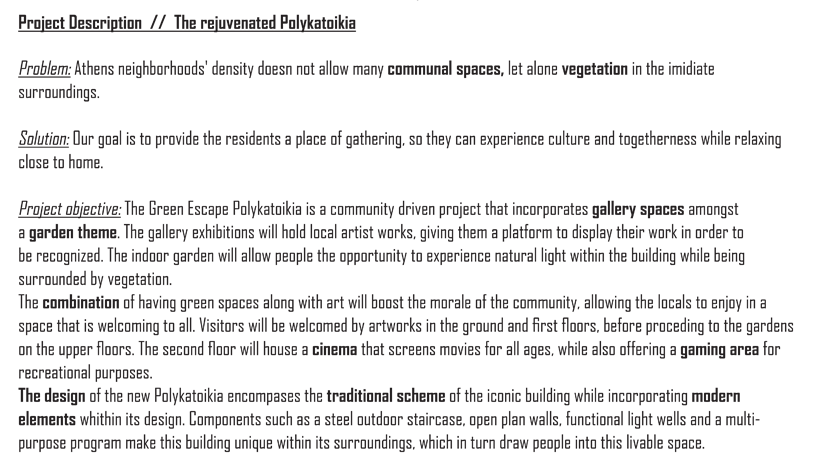 Project Description // The rejuvenated Polykatoikia
Problem: Athens neighborhoods' density doesn not allow many communal spaces, let alone vegetation in the imidiate
surroundings.
Solution: Our goal is to provide the residents a place of gathering, so they can experience culture and togetherness while relaxing
close to home.
Project objective: The Green Escape Polykatoikia is a community driven project that incorporates gallery spaces amongst
a garden theme. The gallery exhibitions will hold local artist works, giving them a platform to display their work in order to
be recognized. The indoor garden will allow people the opportunity to experience natural light within the building while being
surrounded by vegetation.
The combination of having green spaces along with art will boost the morale of the community, allowing the locals to enjoy in a
space that is welcoming to all. Visitors will be welcomed by artworks in the ground and first floors, before proceding to the gardens
on the upper floors. The second floor will house a cinema that screens movies for all ages, while also offering a gaming area for
recreational purposes.
The design of the new Polykatoikia encompases the traditional scheme of the iconic building while incorporating modern
elements whithin its design. Components such as a steel outdoor staircase, open plan walls, functional light wells and a multi-
purpose program make this building unique within its surroundings, which in turn draw people into this livable space.